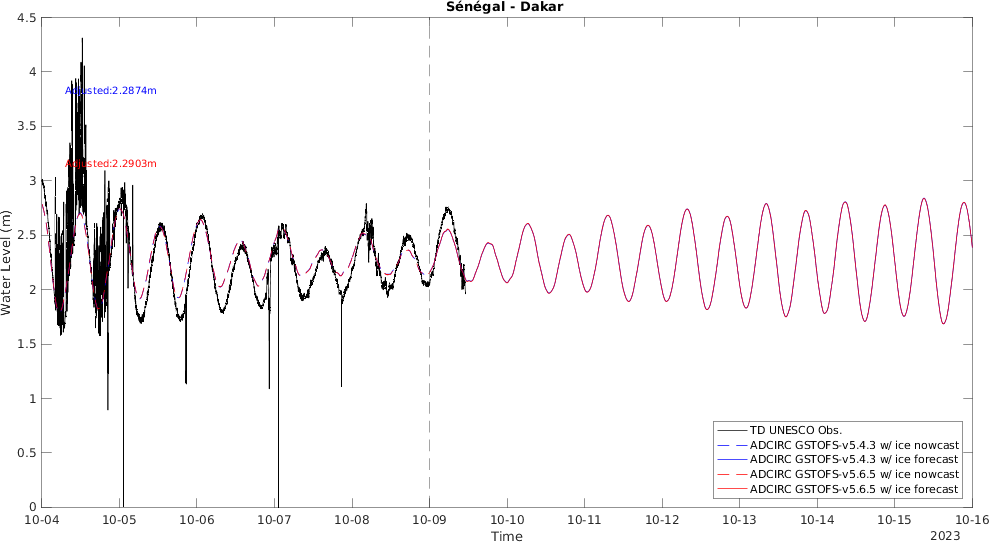 Sénégal - Dakar
4.5
4
3.5
3
2.5
2
1.5
1
0.5
0
Water Level (m)
Adjusted:2.2874m
Adjusted:2.2903m
TD UNESCO Obs.
ADCIRC GSTOFS-v5.4.3 w/ ice nowcast
ADCIRC GSTOFS-v5.4.3 w/ ice forecast
ADCIRC GSTOFS-v5.6.5 w/ ice nowcast
ADCIRC GSTOFS-v5.6.5 w/ ice forecast
10-04 10-05 10-06 10-07 10-08 10-09 10-10 10-11 10-12 10-13 10-14 10-15 10-16
Time
2023